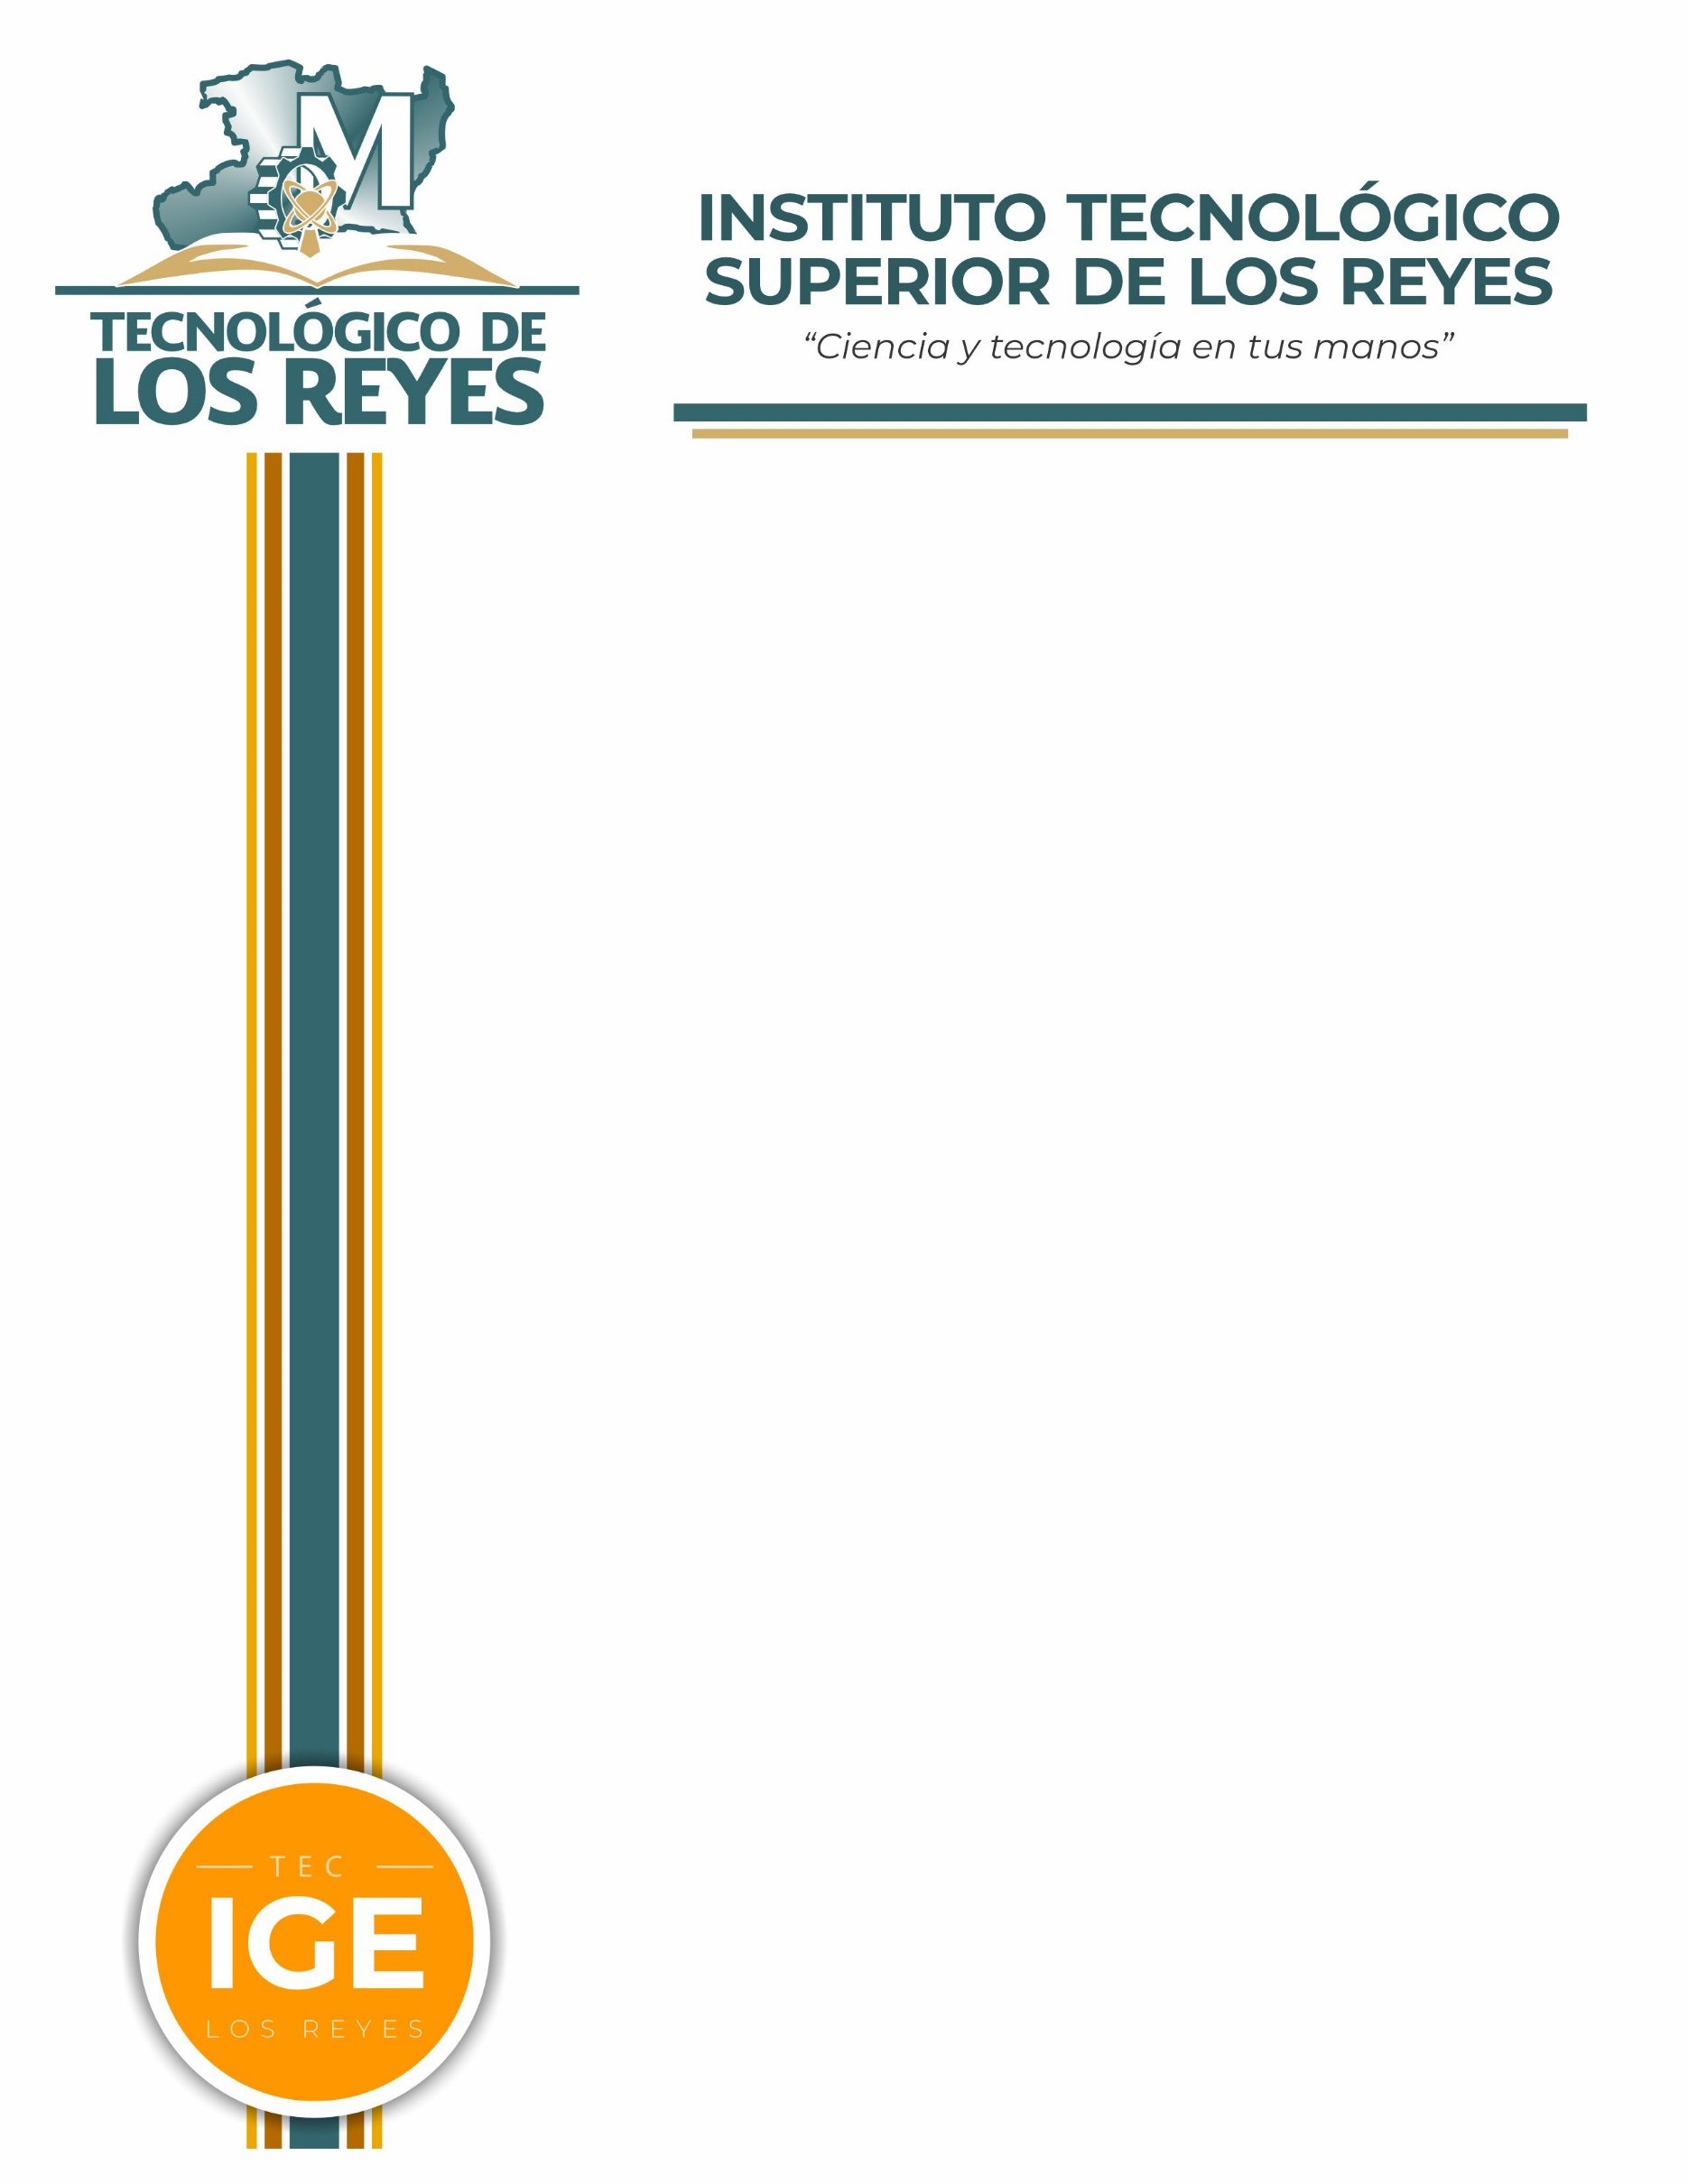 M
TECNOLÓGICO DE
LOS REYES
INSTITUTO TECNOLÓGICO
SUPERIOR DE LOS REYES
“Ciencia y tecnología en tus manos”
TEC
IGE
LOS REYES